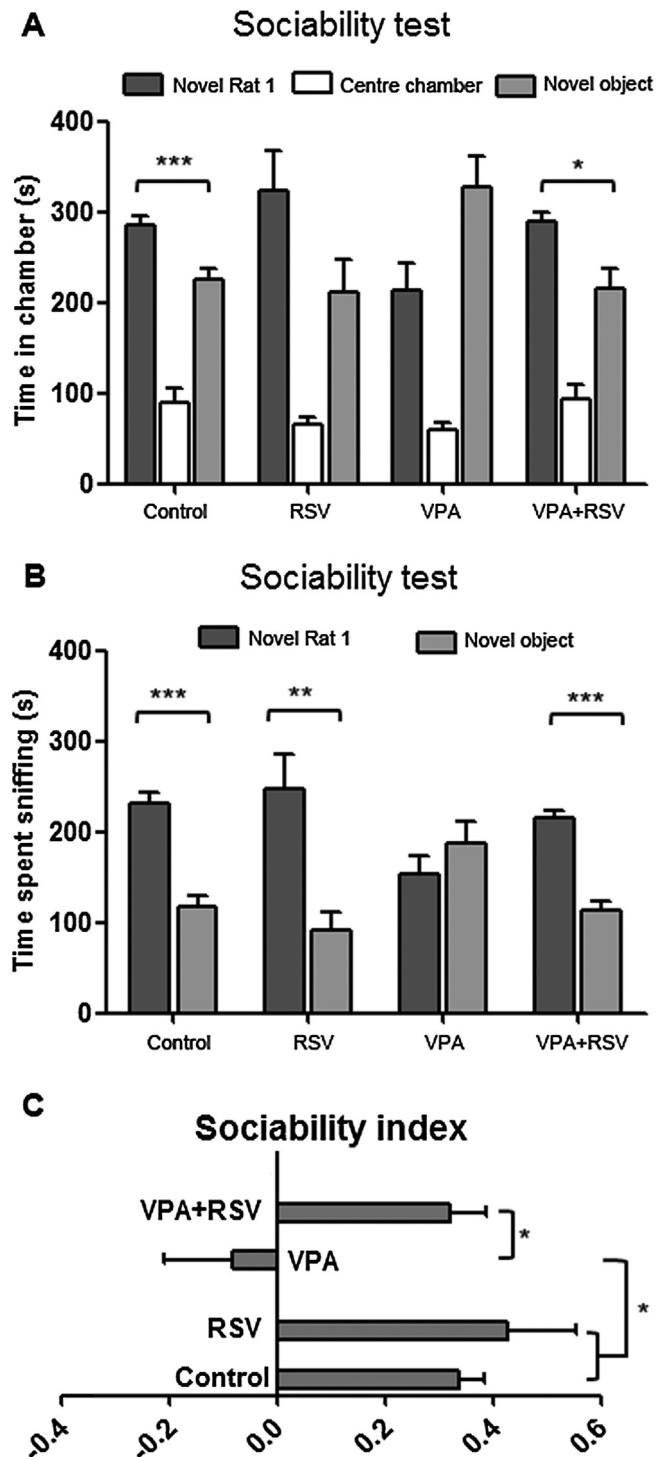 A
Sociability test
Novel Rat 1
Centre chamber
Novel object
Time in chamber (s)
400
300
200
100
0
***
*
Control
RSV
VPA
VPA+RSV
B
Sociability test
Novel Rat 1
Novel object
Time spent sniffing (s)
400
300
200
100
0
***
**
***
Control
RSV
VPA
VPA+RSV
C
Sociability index
VPA+RSV
*
VPA
*
RSV
Control
-0.4
-0.2
0.0
0.2
0.4
0.6